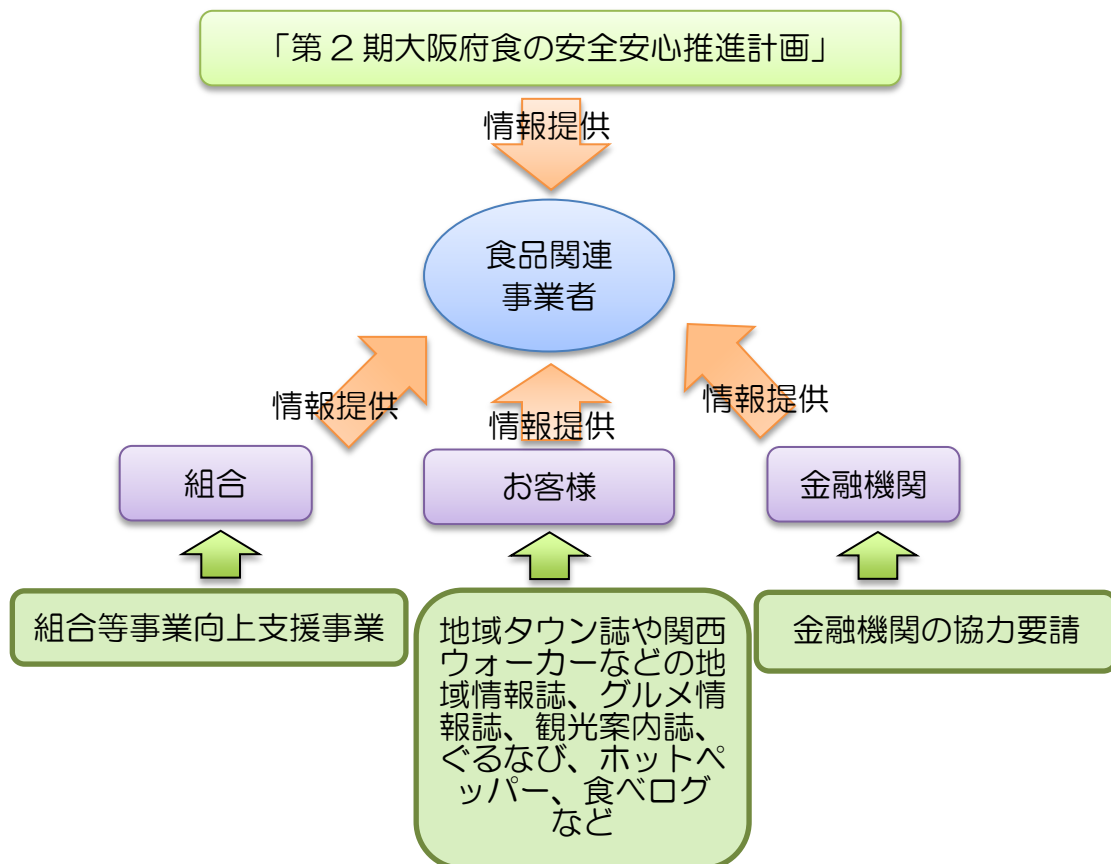 「第２期大阪府食の安全安心推進計画」
情報提供
食品関連
事業者
情報提供
情報提供
情報提供
組合
お客様
金融機関
組合等事業向上支援事業
地域タウン誌や関西
ウォーカーなどの地
域情報誌、グルメ情
報誌、観光案内誌、
ぐるなび、ホットペ
ッパー、食べログ
など
金融機関の協力要請